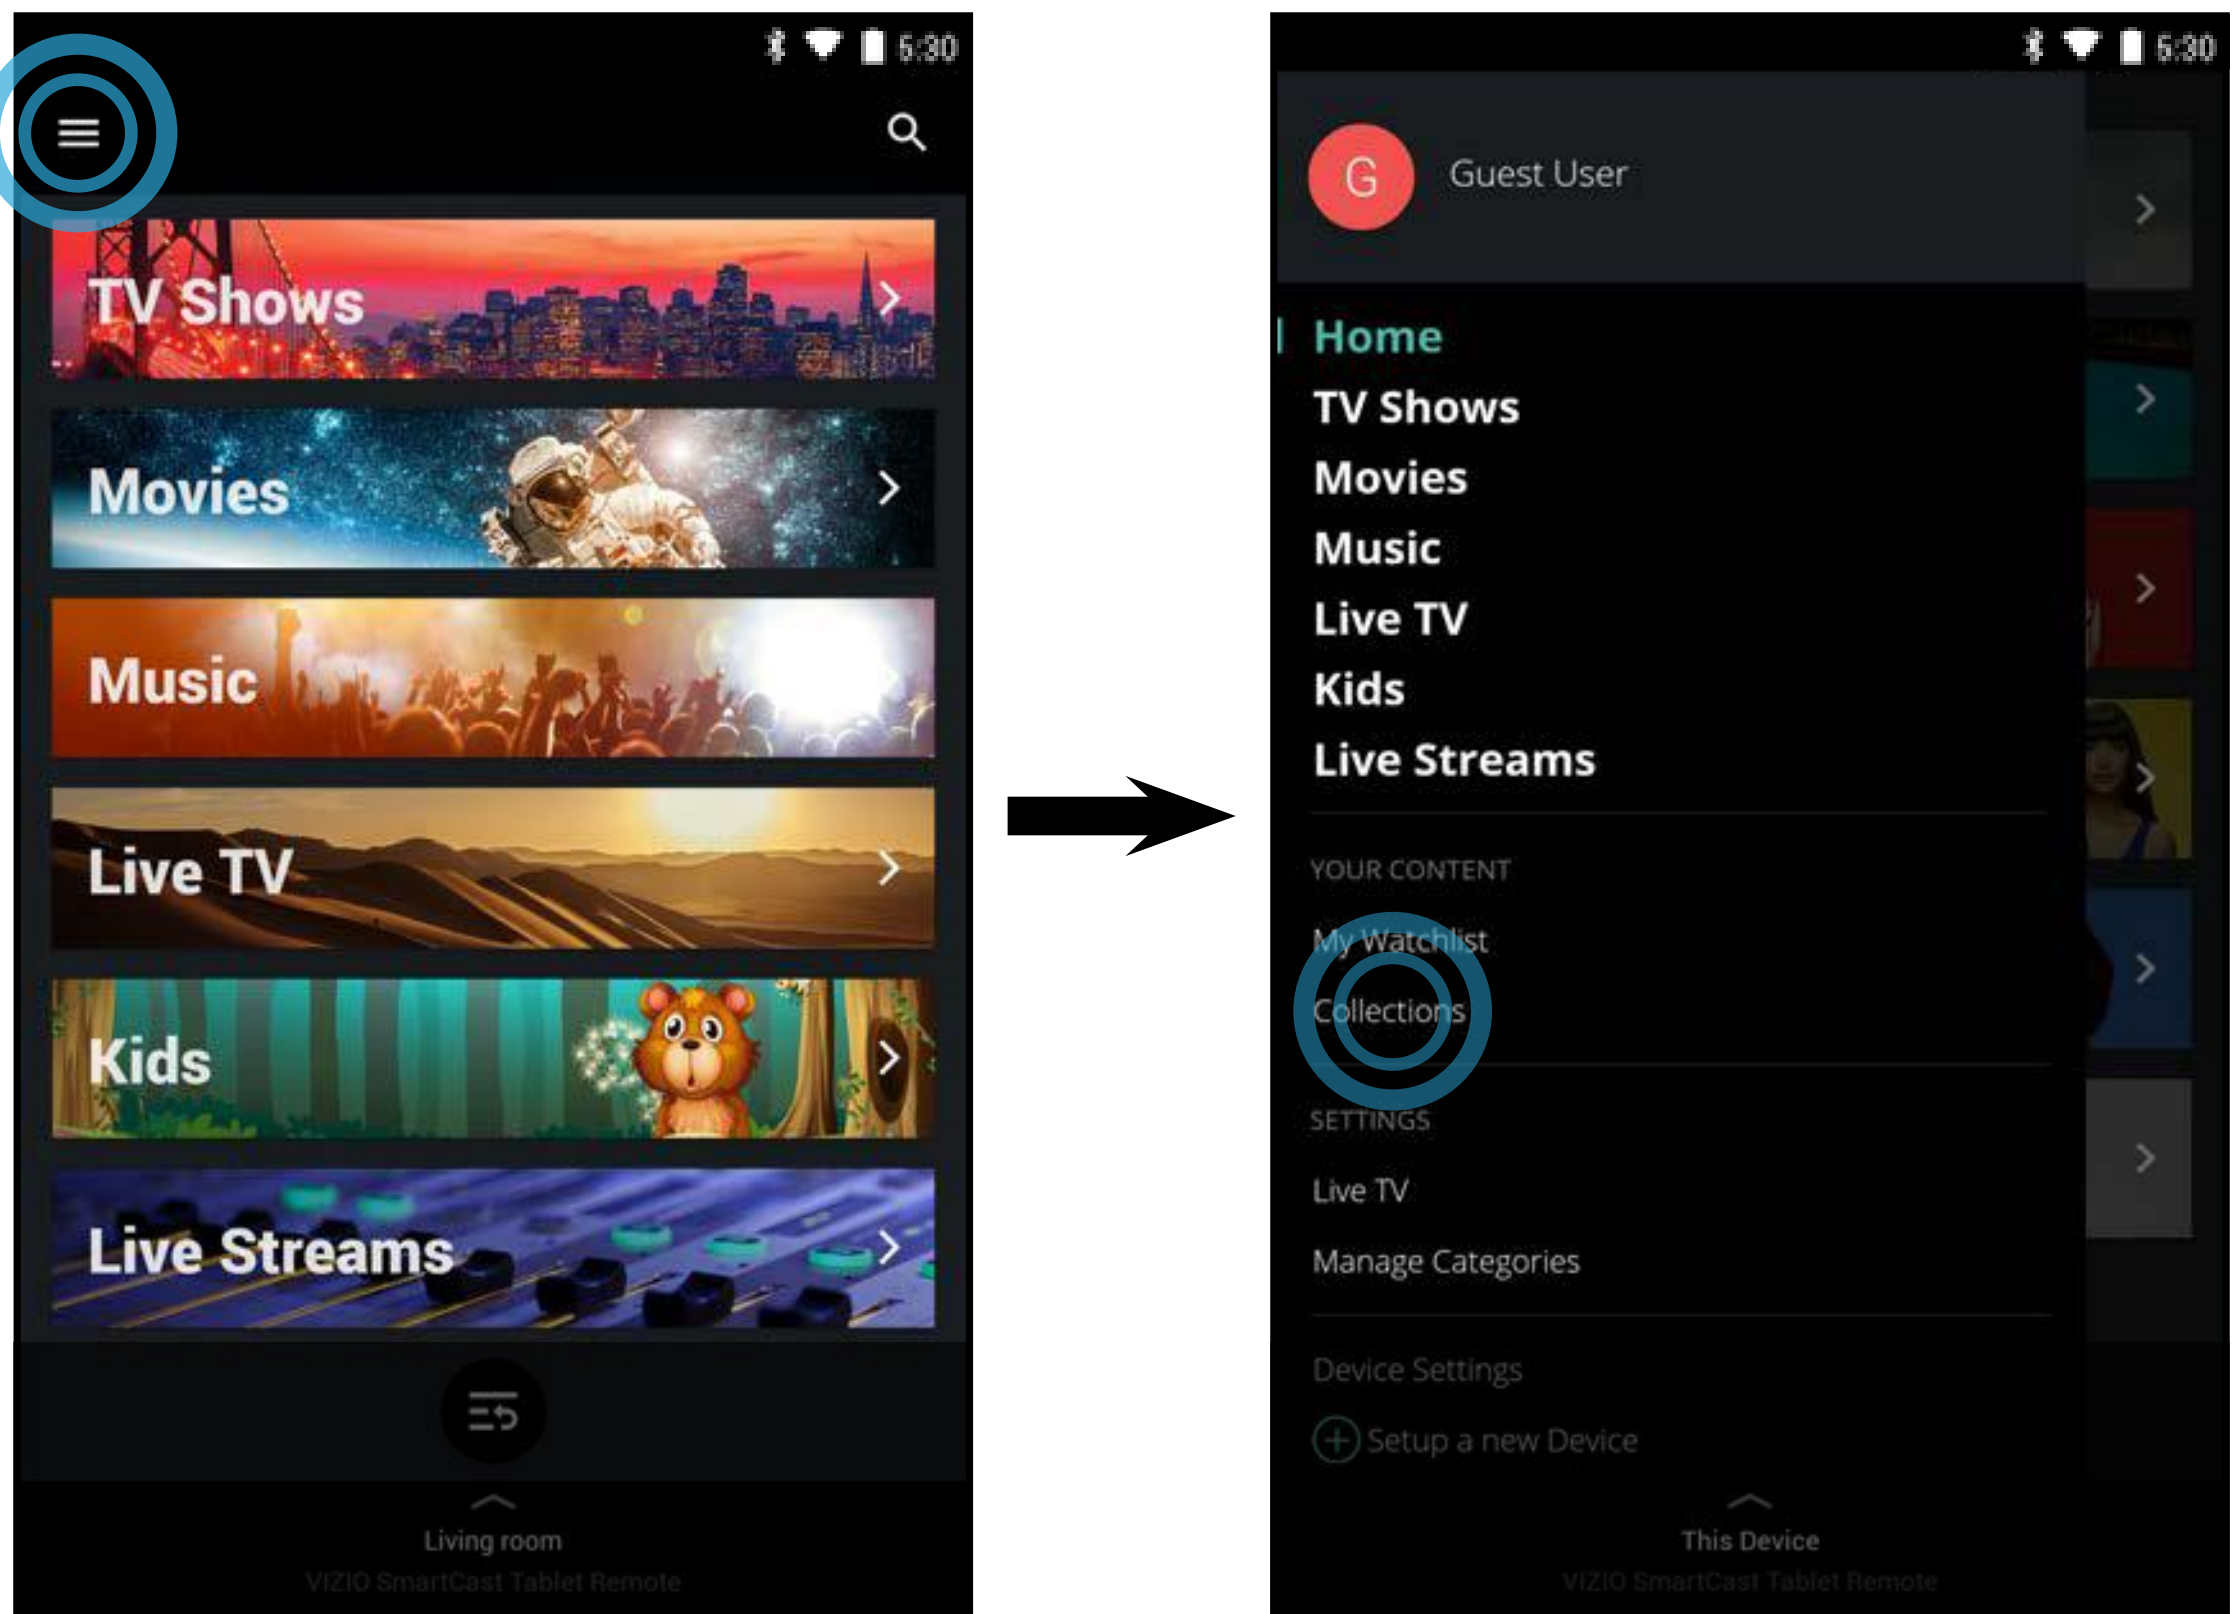 6:30
TV Shows
Movies
Music
Live TV
Kids
Live Streams
Living room
VIZIO SmartCast Tablet Remote
6:30
G
Guest User
Home
TV Shows
Movies
Music
Live TV
Kids
Live Streams
YOUR CONTENT
My Watchlist
Collections
SETTINGS
Live TV
Manage Categories
Device Settings
Setup a new Device
This Device
VIZIO SmartCast Tablet Remote